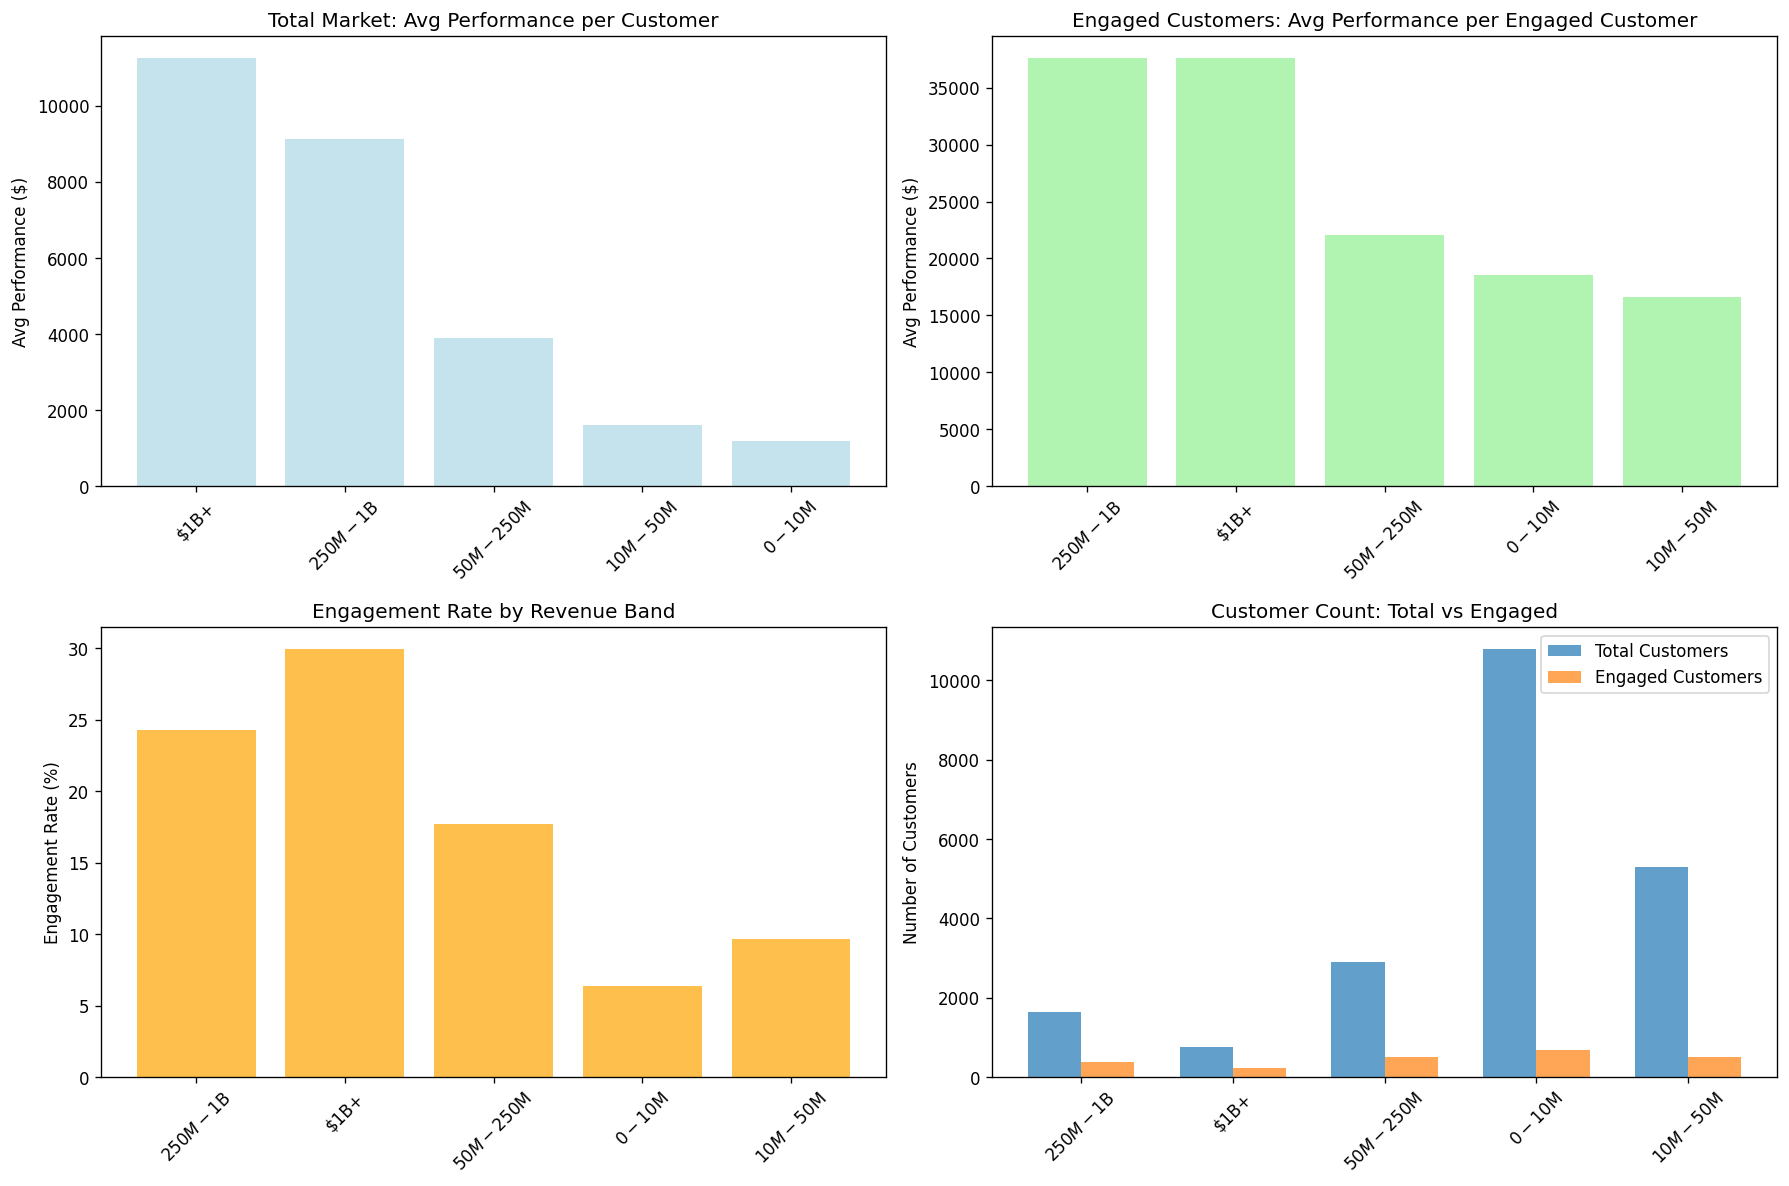 Total Market: Avg Performance per Customer
Avg Performance ($)
10000
8000
6000
4000
2000
0
$1B+
250M − 1B
50M − 250M
10M − 50M
0 − 10M
Engaged Customers: Avg Performance per Engaged Customer
Avg Performance ($)
35000
30000
25000
20000
15000
10000
5000
0
250M − 1B
$1B+
50M − 250M
0 − 10M
10M − 50M
Engagement Rate by Revenue Band
Engagement Rate (%)
30
25
20
15
10
5
0
250M − 1B
$1B+
50M − 250M
0 − 10M
10M − 50M
Customer Count: Total vs Engaged
Total Customers
Engaged Customers
Number of Customers
10000
8000
6000
4000
2000
0
250M − 1B
$1B+
50M − 250M
0 − 10M
10M − 50M